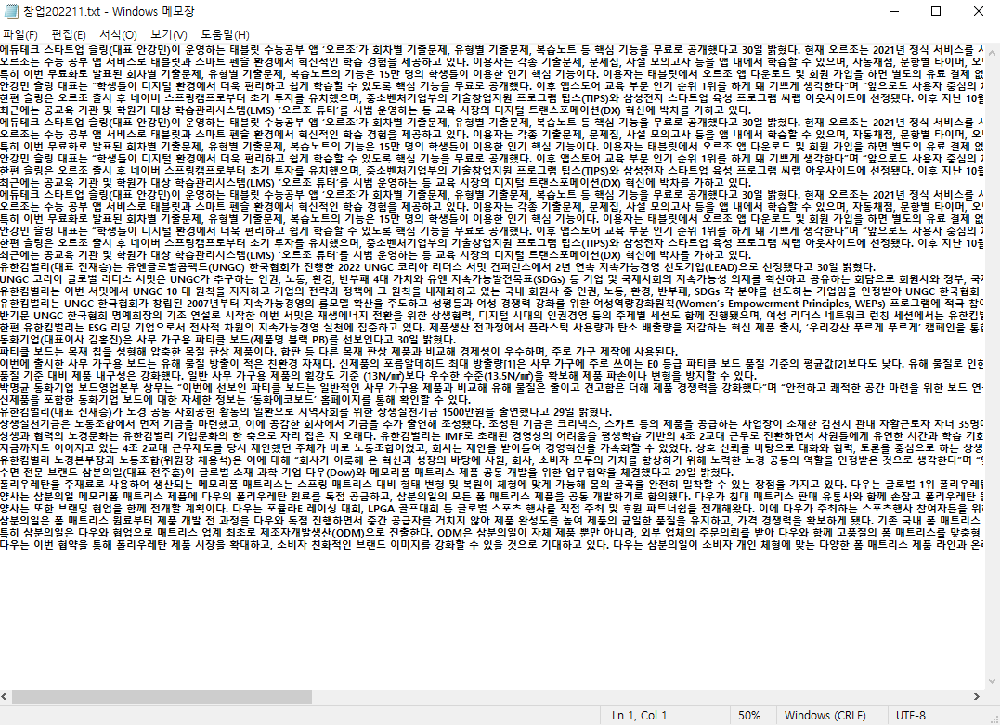 창업202211.txt - Windows 메모장
파일(F) 편집(E) 서식(O) 보기(V) 도움말(H)
에듀테크 스타트업 슬링(대표 안강민)이 운영하는 태블릿 수능공부 앱 ‘오르조’가 회차별 기출문제, 유형별 기출문제, 복습노트 등 핵심 기능을 무료로 공개했다고 30일 밝혔다. 현재 오르조는 2021년 정식 서비스를
오르조는 수능 공부 앱 서비스로 태블릿과 스마트 펜슬 환경에서 혁신적인 학습 경험을 제공하고 있다. 이용자는 각종 기출문제, 문제집, 사설 모의고사 등을 앱 내에서 학습할 수 있으며, 자동채점, 문항별 타이머,
특히 이번 무료화로 발표된 회차별 기출문제, 유형별 기출문제, 복습노트의 기능은 15만 명의 학생들이 이용한 인기 핵심 기능이다. 이용자는 태블릿에서 오르조 앱 다운로드 및 회원 가입을 하면 별도의 유료 결제
안강민 슬링 대표는 “학생들이 디지털 환경에서 더욱 편리하고 쉽게 학습할 수 있도록 핵심 기능을 무료로 공개했다. 이후 앱스토어 교육 부문 인기 순위 1위를 하게 돼 기쁘게 생각한다”며 “앞으로도 사용자 중심의
한편 슬링은 오르조 출시 후 네이버 스프링캠프로부터 초기 투자를 유치했으며, 중소벤처기업부의 기술창업지원 프로그램 팁스(TIPS)와 삼성전자 스타트업 육성 프로그램 씨랩 아웃사이드에 선정됐다. 이후 지난 10월
최근에는 공교육 기관 및 학원가 대상 학습관리시스템(LMS) ‘오르조 튜터’를 시범 운영하는 등 교육 시장의 디지털 트랜스포메이션(DX) 혁신에 박차를 가하고 있다.
에듀테크 스타트업 슬링(대표 안강민)이 운영하는 태블릿 수능공부 앱 ‘오르조’가 회차별 기출문제, 유형별 기출문제, 복습노트 등 핵심 기능을 무료로 공개했다고 30일 밝혔다. 현재 오르조는 2021년 정식 서비스를
오르조는 수능 공부 앱 서비스로 태블릿과 스마트 펜슬 환경에서 혁신적인 학습 경험을 제공하고 있다. 이용자는 각종 기출문제, 문제집, 사설 모의고사 등을 앱 내에서 학습할 수 있으며, 자동채점, 문항별 타이머,
특히 이번 무료화로 발표된 회차별 기출문제, 유형별 기출문제, 복습노트의 기능은 15만 명의 학생들이 이용한 인기 핵심 기능이다. 이용자는 태블릿에서 오르조 앱 다운로드 및 회원 가입을 하면 별도의 유료 결제
안강민 슬링 대표는 “학생들이 디지털 환경에서 더욱 편리하고 쉽게 학습할 수 있도록 핵심 기능을 무료로 공개했다. 이후 앱스토어 교육 부문 인기 순위 1위를 하게 돼 기쁘게 생각한다”며 “앞으로도 사용자 중심의
한편 슬링은 오르조 출시 후 네이버 스프링캠프로부터 초기 투자를 유치했으며, 중소벤처기업부의 기술창업지원 프로그램 팁스(TIPS)와 삼성전자 스타트업 육성 프로그램 씨랩 아웃사이드에 선정됐다. 이후 지난 10월
최근에는 공교육 기관 및 학원가 대상 학습관리시스템(LMS) ‘오르조 튜터’를 시범 운영하는 등 교육 시장의 디지털 트랜스포메이션(DX) 혁신에 박차를 가하고 있다.
에듀테크 스타트업 슬링(대표 안강민)이 운영하는 태블릿 수능공부 앱 ‘오르조’가 회차별 기출문제, 유형별 기출문제, 복습노트 등 핵심 기능을 무료로 공개했다고 30일 밝혔다. 현재 오르조는 2021년 정식 서비스를
오르조는 수능 공부 앱 서비스로 태블릿과 스마트 펜슬 환경에서 혁신적인 학습 경험을 제공하고 있다. 이용자는 각종 기출문제, 문제집, 사설 모의고사 등을 앱 내에서 학습할 수 있으며, 자동채점, 문항별 타이머,
특히 이번 무료화로 발표된 회차별 기출문제, 유형별 기출문제, 복습노트의 기능은 15만 명의 학생들이 이용한 인기 핵심 기능이다. 이용자는 태블릿에서 오르조 앱 다운로드 및 회원 가입을 하면 별도의 유료 결제
안강민 슬링 대표는 “학생들이 디지털 환경에서 더욱 편리하고 쉽게 학습할 수 있도록 핵심 기능을 무료로 공개했다. 이후 앱스토어 교육 부문 인기 순위 1위를 하게 돼 기쁘게 생각한다”며 “앞으로도 사용자 중심의
한편 슬링은 오르조 출시 후 네이버 스프링캠프로부터 초기 투자를 유치했으며, 중소벤처기업부의 기술창업지원 프로그램 팁스(TIPS)와 삼성전자 스타트업 육성 프로그램 씨랩 아웃사이드에 선정됐다. 이후 지난 10월
최근에는 공교육 기관 및 학원가 대상 학습관리시스템(LMS) ‘오르조 튜터’를 시범 운영하는 등 교육 시장의 디지털 트랜스포메이션(DX) 혁신에 박차를 가하고 있다.
유한킴벌리(대표 진재승)는 유엔글로벌콤팩트(UNGC) 한국협회가 진행한 2022 UNGC 코리아 리더스 서밋 컨퍼런스에서 2년 연속 지속가능경영 선도기업(LEAD)으로 선정됐다고 30일 밝혔다.
UNGC 코리아 글로벌 리더스 서밋은 UNGC가 추구하는 인권, 노동, 환경, 반부패 4대 가치와 유엔 지속가능발전목표(SDGs) 등 기업 및 국제사회의 지속가능성 의제를 확산하고 공유하는 회담으로 회원사와 정부,
유한킴벌리는 이번 서밋에서 UNGC 10 대 원칙을 지지하고 기업의 전략과 정책에 그 원칙을 내재화하고 있는 국내 회원사 중 인권, 노동, 환경, 반부패, SDGs 각 분야를 선도하는 기업임을 인정받아 UNGC 한국협회
유한킴벌리는 UNGC 한국협회가 창립된 2007년부터 지속가능경영의 롤모델 확산을 주도하고 성평등과 여성 경쟁력 강화를 위한 여성역량강화원칙(Women’s Empowerment Principles, WEPs) 프로그램에 적극
반기문 UNGC 한국협회 명예회장의 기조 연설로 시작한 이번 서밋은 재생에너지 전환을 위한 상생협력, 디지털 시대의 인권경영 등의 주제별 세션도 함께 진행됐으며, 여성 리더스 네트워크 런칭 세션에서는 유한킴벌
한편 유한킴벌리는 ESG 리딩 기업으로서 전사적 차원의 지속가능경영 실천에 집중하고 있다. 제품생산 전과정에서 플라스틱 사용량과 탄소 배출량을 저감하는 혁신 제품 출시, ‘우리강산 푸르게 푸르게’ 캠페인을
동화기업(대표이사 김홍진)은 사무 가구용 파티클 보드(제품명 블랙 PB)를 선보인다고 30일 밝혔다.
파티클 보드는 목재 칩을 성형해 압축한 목질 판상 제품이다. 합판 등 다른 목재 판상 제품과 비교해 경제성이 우수하며, 주로 가구 제작에 사용된다.
이번에 출시한 사무 가구용 보드는 유해 물질 방출이 적은 친환경 자재다. 신제품의 포름알데히드 최대 방출량[1]은 사무 가구에 주로 쓰이는 E0 등급 파티클 보드 품질 기준의 평균값[2]보다도 낮다. 유해 물질로 인한
품질 기준 대비 제품 내구성은 강화했다. 일반 사무 가구용 제품의 휨강도 기준 (13N/㎟)보다 우수한 수준(13.5N/㎟)을 확보해 제품 파손이나 변형을 방지할 수 있다.
박명균 동화기업 보드영업본부 상무는 “이번에 선보인 파티클 보드는 일반적인 사무 가구용 제품과 비교해 유해 물질은 줄이고 견고함은 더해 제품 경쟁력을 강화했다”며 “안전하고 쾌적한 공간 마련을 위한 보드
신제품을 포함한 동화기업 보드에 대한 자세한 정보는 ‘동화에코보드’ 홈페이지를 통해 확인할 수 있다.
유한킴벌리(대표 진재승)가 노경 공동 사회공헌 활동의 일환으로 지역사회를 위한 상생실천기금 1500만원을 출연했다고 29일 밝혔다.
상생실천기금은 노동조합에서 먼저 기금을 마련했고, 이에 공감한 회사에서 기금을 추가 출연해 조성됐다. 조성된 기금은 크리넥스, 스카트 등의 제품을 공급하는 사업장이 소재한 김천시 관내 자활근로자 자녀
상생과 협력의 노경문화는 유한킴벌리 기업문화의 한 축으로 자리 잡은 지 오래다. 유한킴벌리는 IMF로 초래된 경영상의 어려움을 평생학습 기반의 4조 2교대 근무로 전환하면서 사원들에게 유연한 시간과 학습
지금까지도 이어지고 있는 4조 2교대 근무제도를 당시 제안했던 주체가 바로 노동조합이었고, 회사는 제안을 받아들여 경영혁신을 가속화할 수 있었다. 상호 신뢰를 바탕으로 대화와 협력, 토론을 중심으로 하는
유한킴벌리 노경본부장과 노동조합(위원장 채용석)은 이에 대해 “회사가 이룩해 온 혁신과 성장의 바탕에 사원, 회사, 소비자 모두의 가치를 향상하기 위해 노력한 노경 공동의 역할을 인정받은 것으로 생각한다”며
수면 전문 브랜드 삼분의일(대표 전주훈)이 글로벌 소재 과학 기업 다우(Dow)와 메모리폼 매트리스 제품 공동 개발을 위한 업무협약을 체결했다고 29일 밝혔다.
폴리우레탄을 주재료로 사용하여 생산되는 메모리폼 매트리스는 스프링 매트리스 대비 형태 변형 및 복원이 체형에 맞게 가능해 몸의 굴곡을 완전히 밀착할 수 있는 장점을 가지고 있다. 다우는 글로벌 1위
양사는 삼분의일 메모리폼 매트리스 제품에 다우의 폴리우레탄 원료를 독점 공급하고, 삼분의일의 모든 폼 매트리스 제품을 공동 개발하기로 합의했다. 다우가 침대 매트리스 판매 유통사와 함께 손잡고 폴리우레탄
양사는 또한 브랜딩 협업을 함께 전개할 계획이다. 다우는 포뮬러E 레이싱 대회, LPGA 골프대회 등 글로벌 스포츠 행사를 직접 주최 및 후원 파트너쉽을 전개해왔다. 이에 다우가 주최하는 스포츠행사 참여자들을
삼분의일은 폼 매트리스 원료부터 제품 개발 전 과정을 다우와 독점 진행하면서 중간 공급자를 거치지 않아 제품 완성도를 높여 제품의 균일한 품질을 유지하고, 가격 경쟁력을 확보하게 됐다. 기존 국내 폼 매트리스
특히 삼분의일은 다우와 협업으로 매트리스 업계 최초로 제조자개발생산(ODM)으로 진출한다. ODM은 삼분의일이 자체 제품 뿐만 아니라, 외부 업체의 주문의뢰를 받아 다우와 함께 고품질의 폼 매트리스를 맞춤형
다우는 이번 협약을 통해 폴리우레탄 제품 시장을 확대하고, 소비자 친화적인 브랜드 이미지를 강화할 수 있을 것으로 기대하고 있다. 다우는 삼분의일이 소비자 개인 체형에 맞는 다양한 폼 매트리스 제품 라인과
Ln 1, Col 1 50% Windows (CRLF) UTF-8